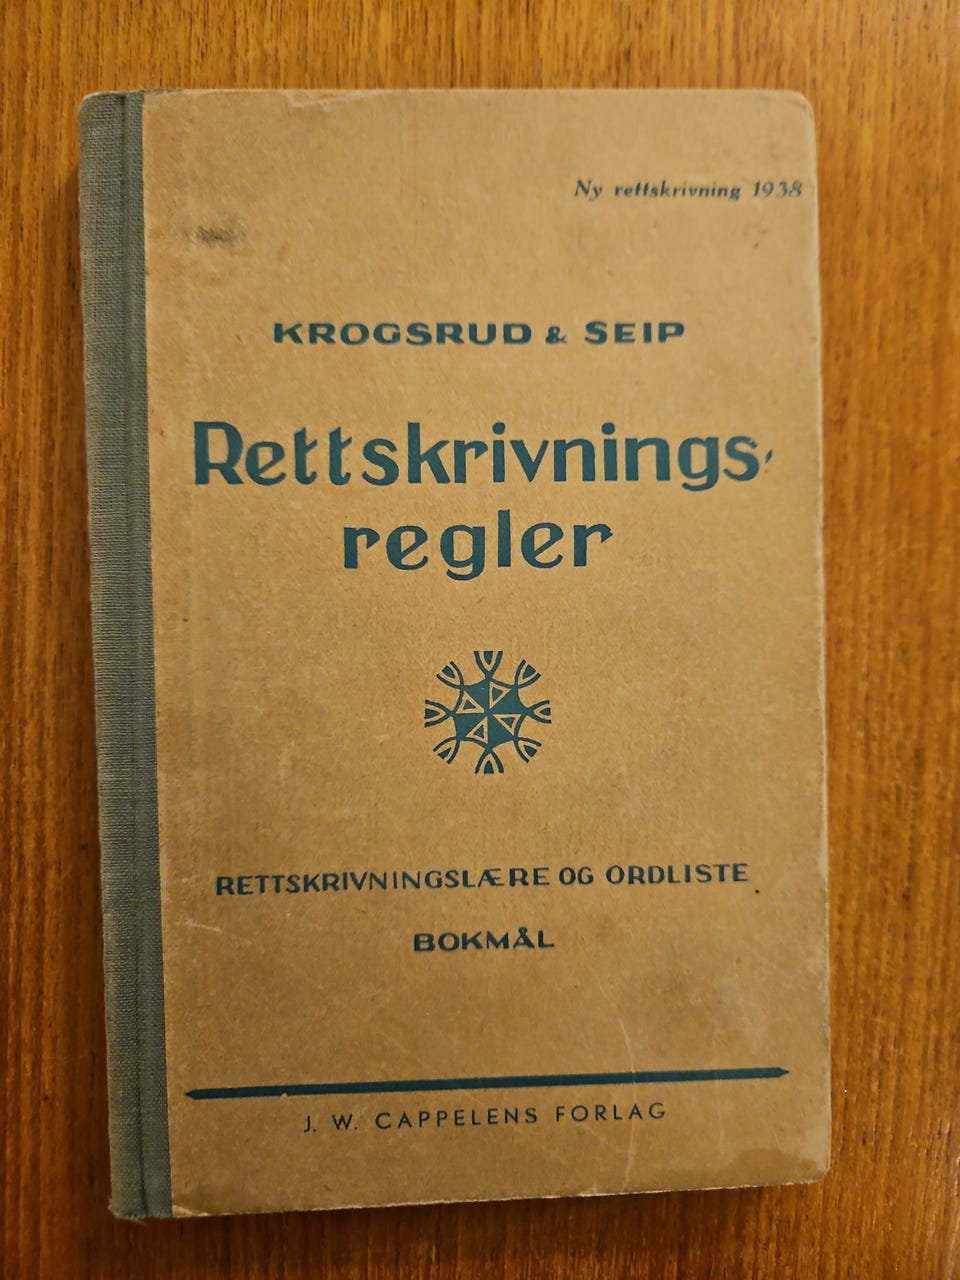 Ny rettskrivning 1938
KROGSRUD & SEIP
Rettskrivnings-
regler
RETTSKRIVNINGSLÆRE OG ORDLISTE
BOKMÅL
J. W. CAPPELENS FORLAG